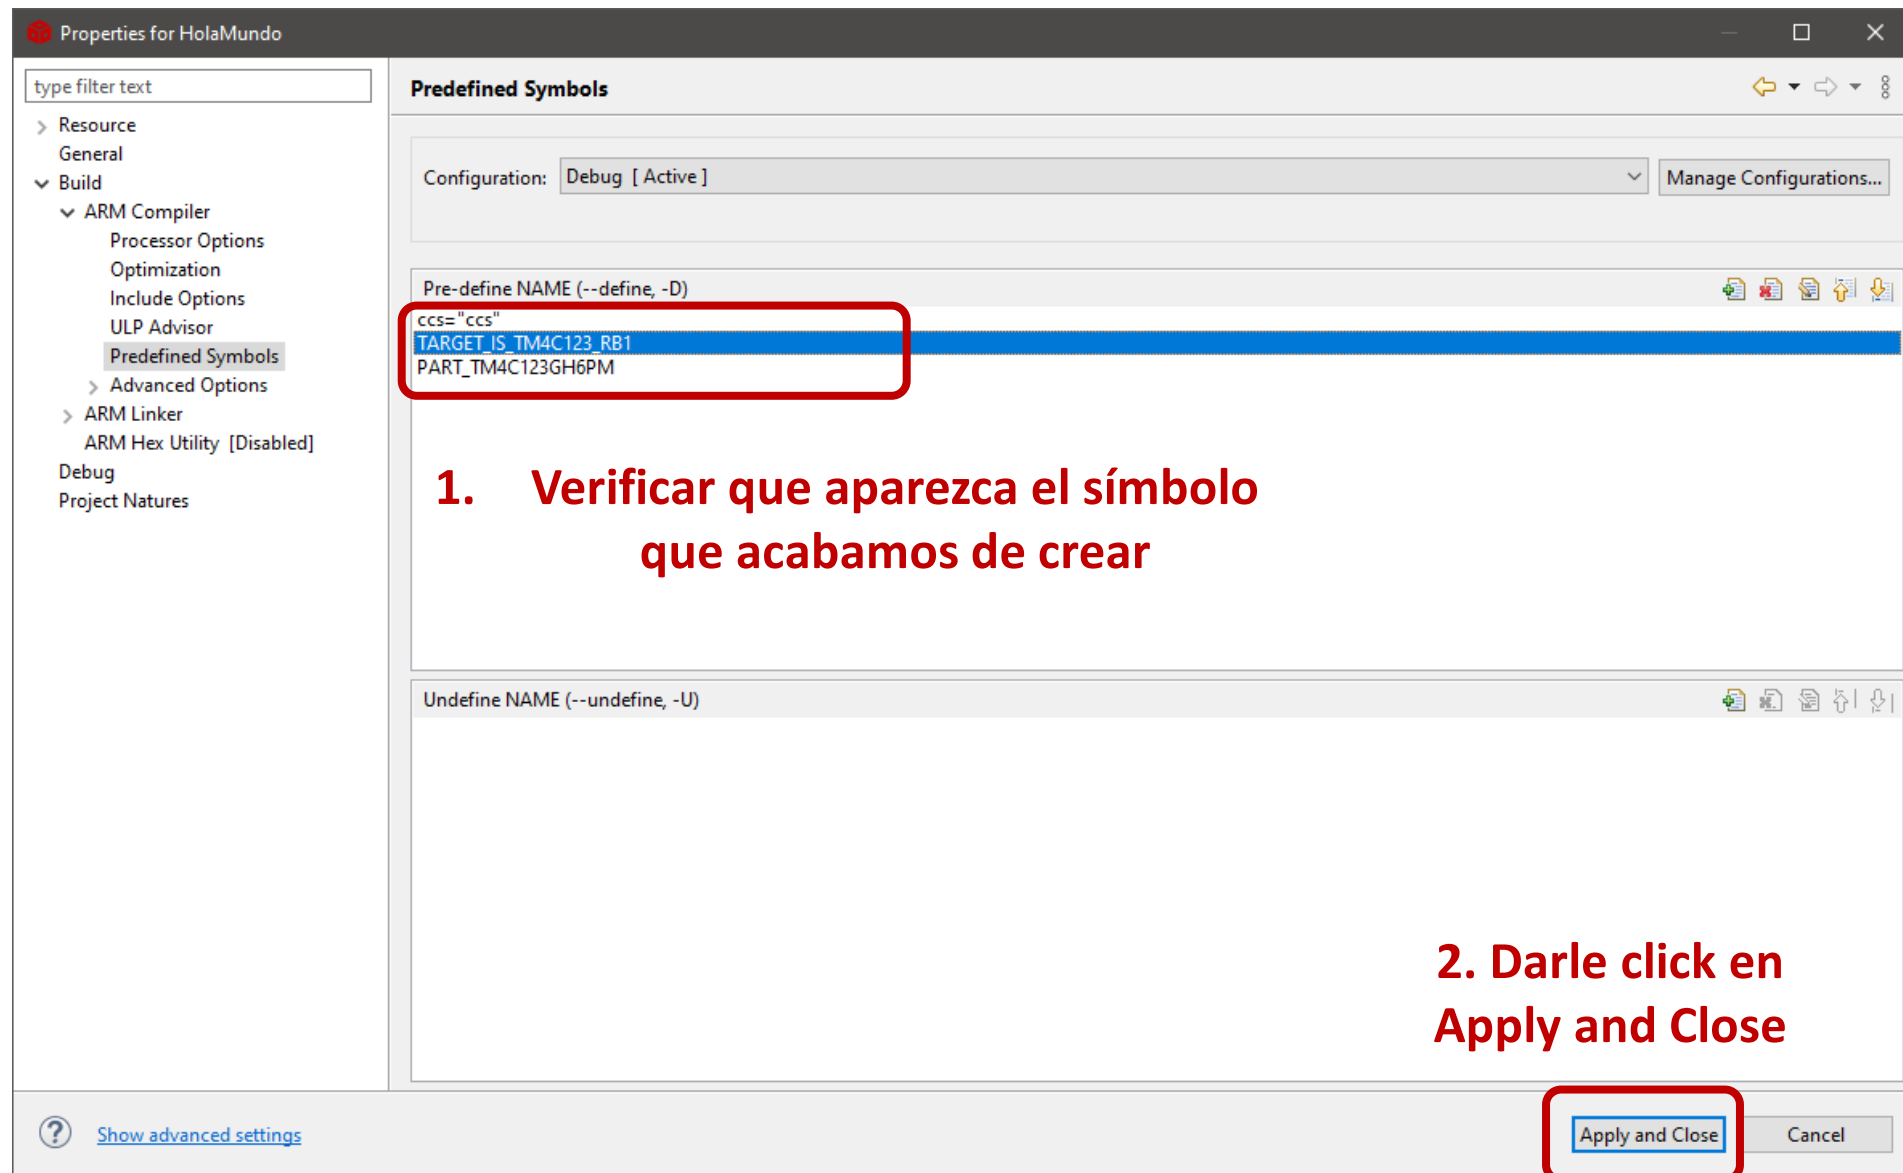 Properties for HolaMundo
type filter text
Resource
General
Build
ARM Compiler
Processor Options
Optimization
Include Options
ULP Advisor
Predefined Symbols
Advanced Options
ARM Linker
ARM Hex Utility [Disabled]
Debug
Project Natures
Predefined Symbols
Configuration: Debug [ Active ]
Manage Configurations...
Pre-define NAME (--define, -D)
ccs="ccs"
TARGET_IS_TM4C123_RB1
PART_TM4C123GH6PM
1. Verificar que aparezca el símbolo
que acabamos de crear
Undefine NAME (--undefine, -U)
2. Darle click en
Apply and Close
? Show advanced settings
Apply and Close
Cancel